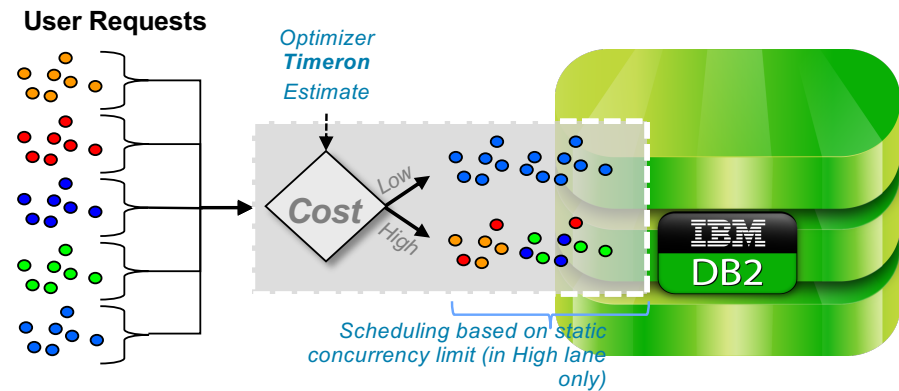 User Requests
Optimizer
Timeron
Estimate
Cost
Low
High
IBM
DB2
Scheduling based on static
concurrency limit (in High lane
only)